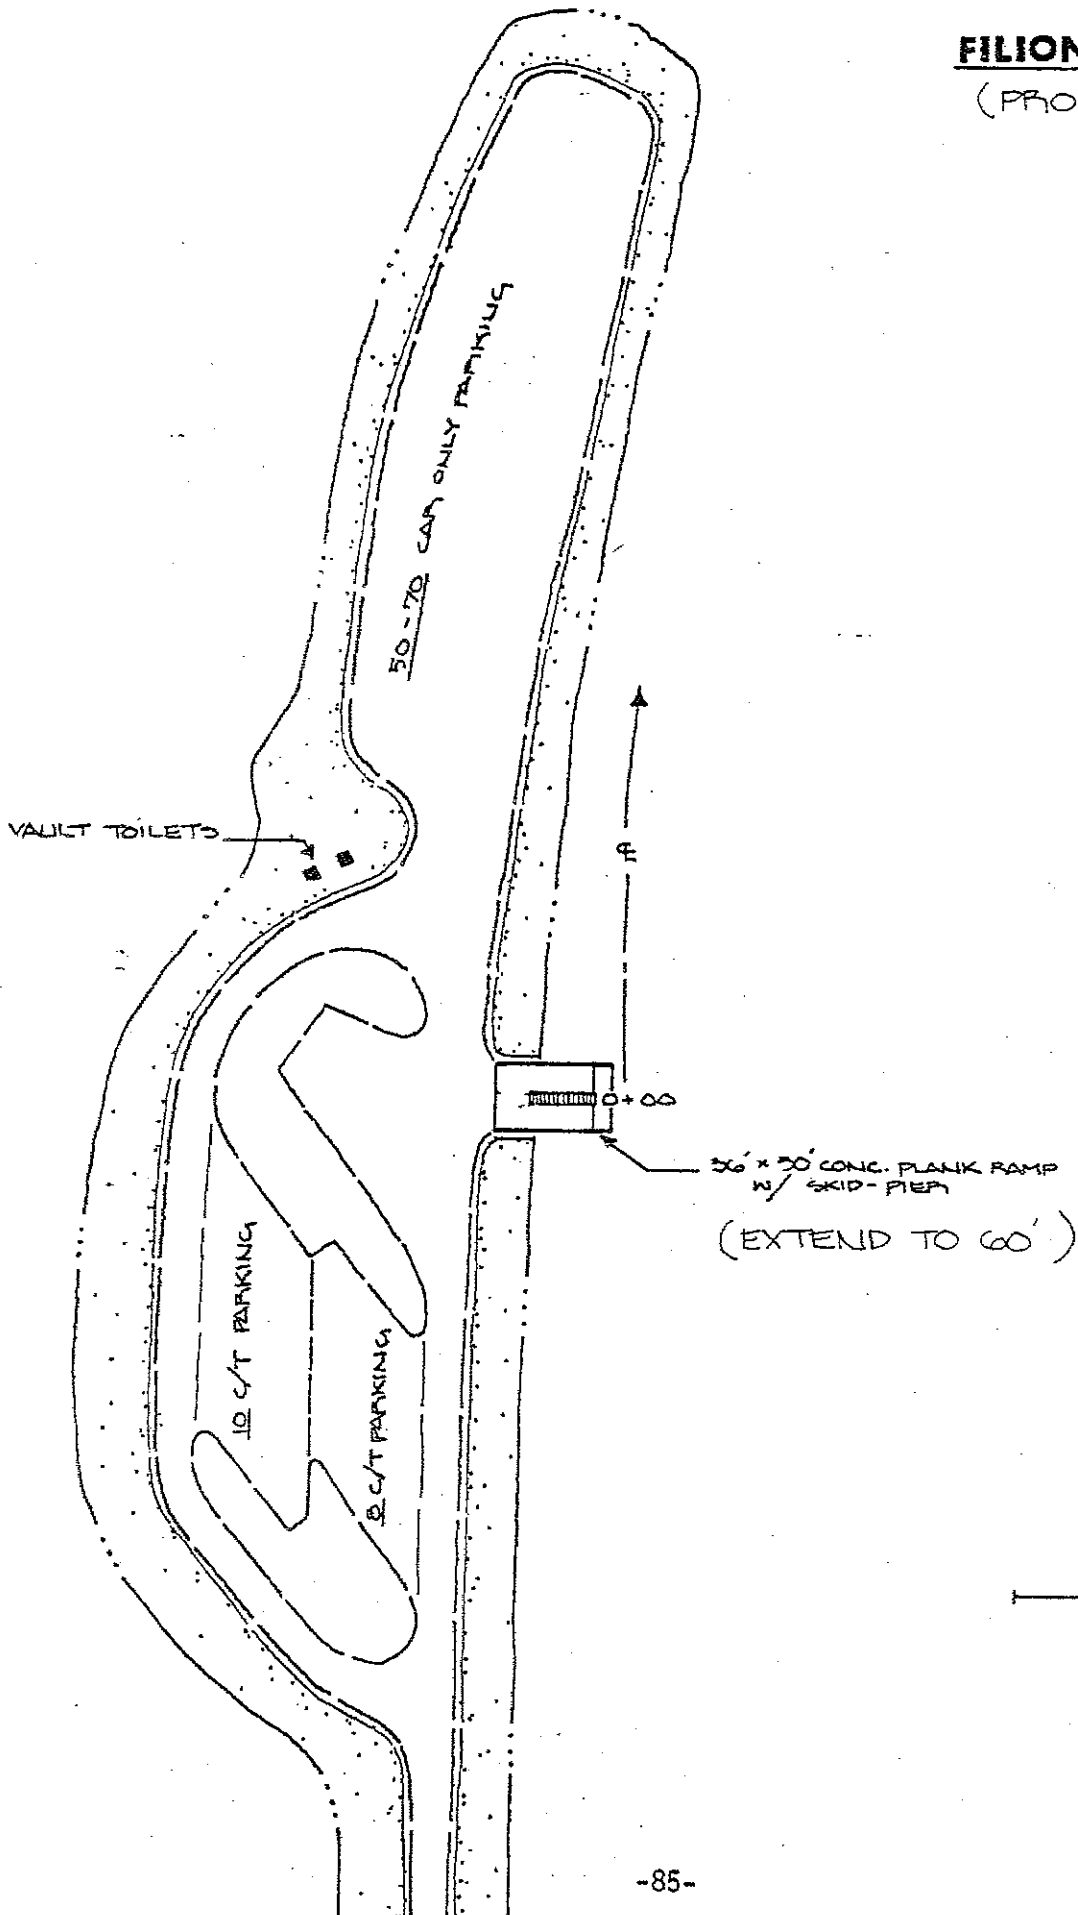 FILION
(PRO
50-70 CAR ONLY PARKING
VAULT TOILETS
0+00
36' x 30' CONC. PLANK RAMP
W/ SKID-PIER
(EXTEND TO 60')
10 C/T PARKING
8 C/T PARKING
-85-